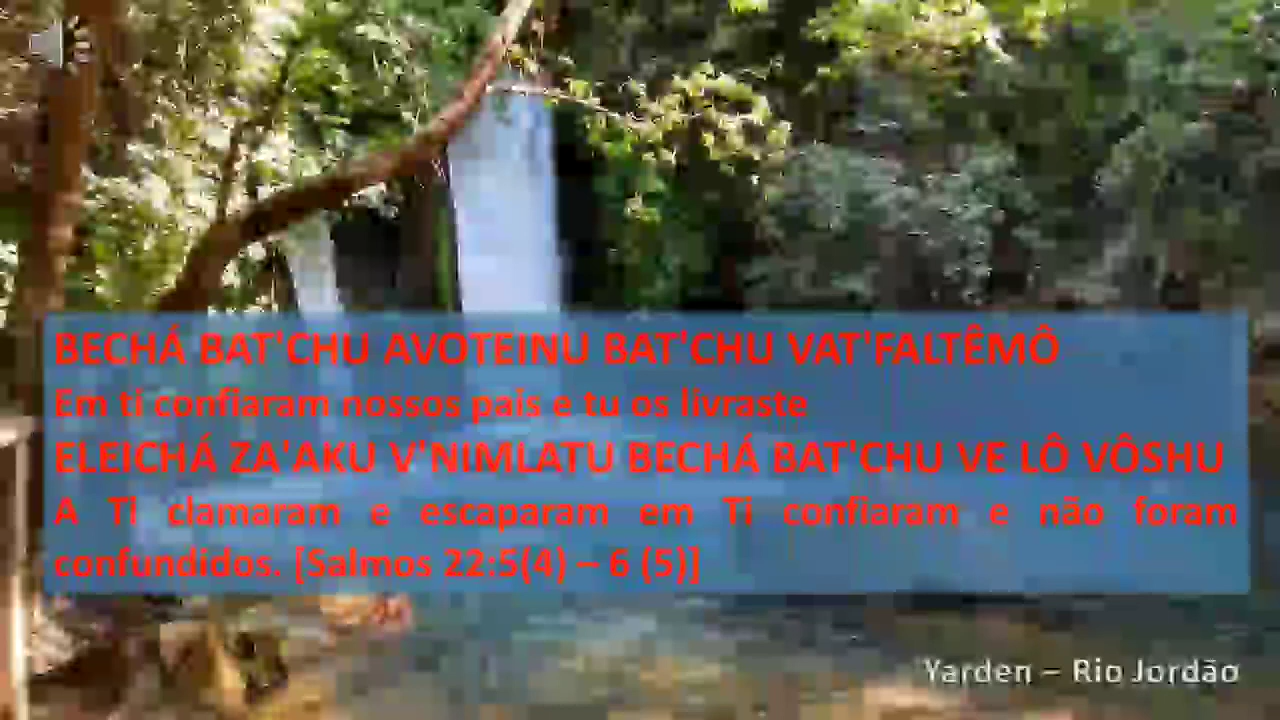 BECHÁ BAT'CHU AVOTEINU BAT'CHU VAT'FALTÊMÔ
Em ti confiaram nossos pais e tu os livraste
ELEICHÁ ZA'AKU V'NIMLATU BECHÁ BAT'CHU VE LÔ VÔSHU
A Ti clamaram e escaparam em Ti confiaram e não foram
confundidos. [Salmos 22:5(4) – 6 (5)]
Yarden – Rio Jordão